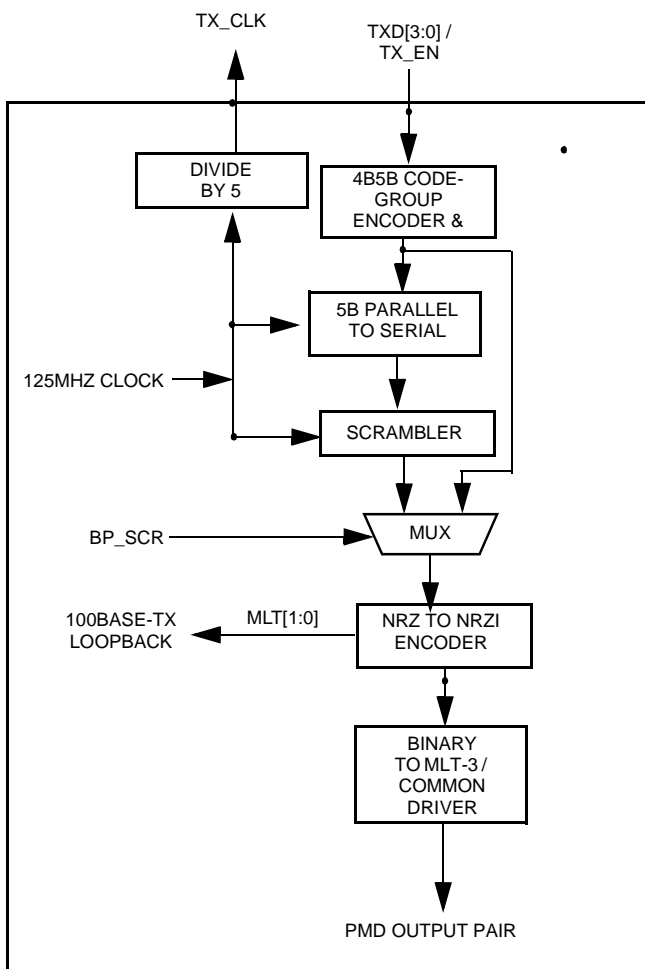 TX_CLK
TXD[3:0] /
TX_EN
DIVIDE
BY 5
4B5B CODE-
GROUP
ENCODER &
5B PARALLEL
TO SERIAL
125MHZ CLOCK
SCRAMBLER
BP_SCR
MUX
100BASE-TX
LOOPBACK
MLT[1:0]
NRZ TO NRZI
ENCODER
BINARY
TO MLT-3 /
COMMON
DRIVER
PMD OUTPUT PAIR